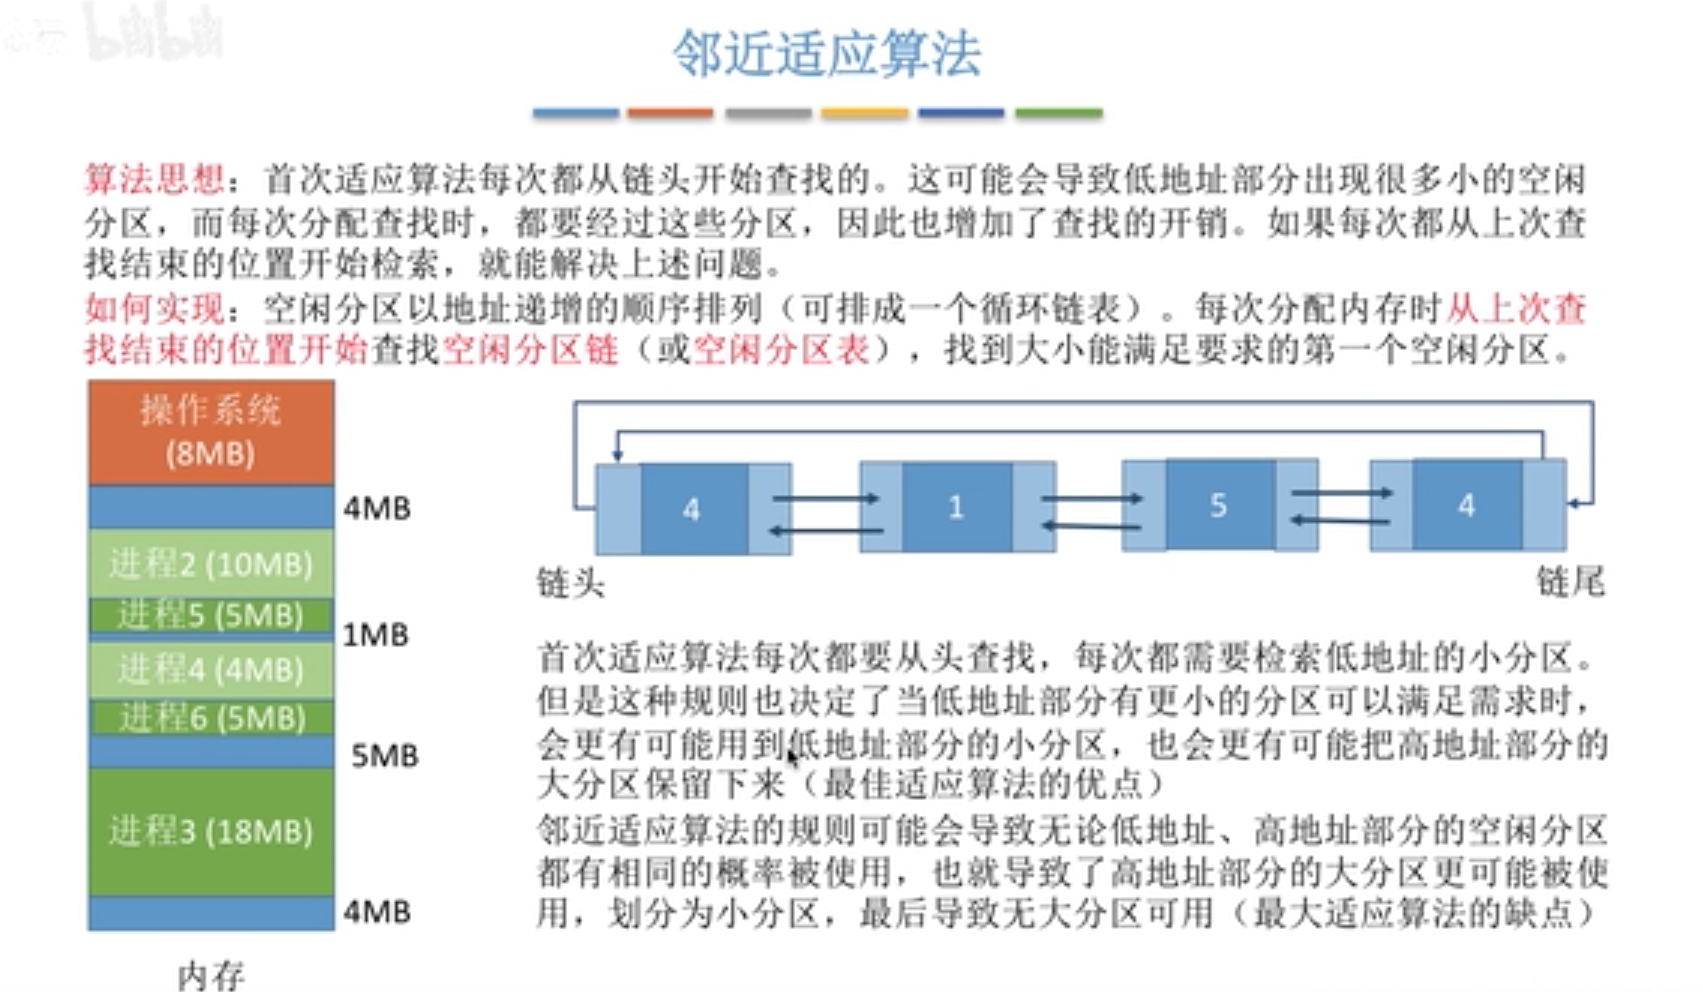 bilibili
邻近适应算法
算法思想：首次适应算法每次都从链头开始查找的。这可能会导致低地址部分出现很多小的空闲
分区，而每次分配查找时，都要经过这些分区，因此也增加了查找的开销。如果每次都从上次查
找结束的位置开始检索，就能解决上述问题。
如何实现：空闲分区以地址递增的顺序排列（可排成一个循环链表）。每次分配内存时从上次查
找结束的位置开始查找空闲分区链（或空闲分区表），找到大小能满足要求的第一个空闲分区。
操作系统
(8MB)
4MB
进程2 (10MB)
进程5 (5MB)
1MB
进程4 (4MB)
进程6 (5MB)
5MB
进程3 (18MB)
4MB
内存
4
1
5
4
链头
链尾
首次适应算法每次都要从头查找，每次都需要检索低地址的小分区。
但是这种规则也决定了当低地址部分有更小的分区可以满足需求时，
会更有可能用到低地址部分的小分区，也会更有可能把高地址部分的
大分区保留下来（最佳适应算法的优点）
邻近适应算法的规则可能会导致无论低地址、高地址部分的空闲分区
都有相同的概率被使用，也就导致了高地址部分的大分区更可能被使
用，划分为小分区，最后导致无大分区可用（最大适应算法的缺点）